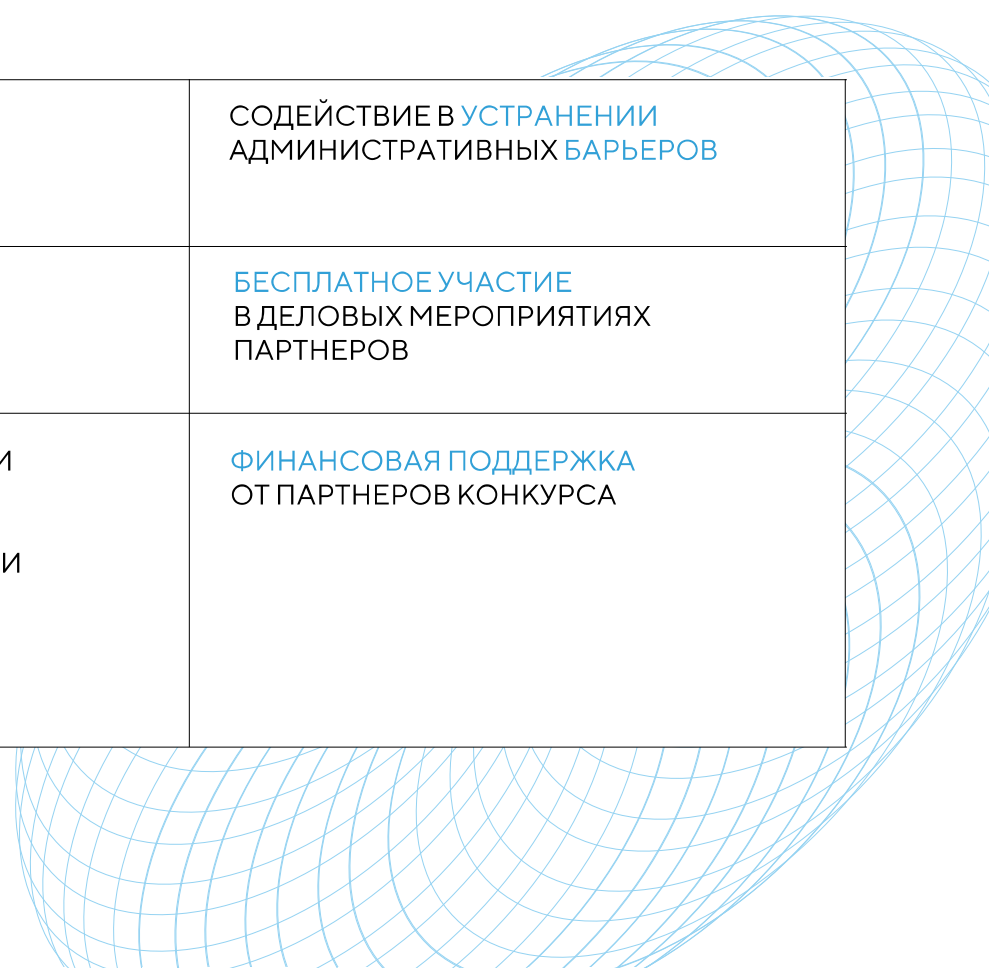 СОДЕЙСТВИЕ В УСТРАНЕНИИ
АДМИНИСТРАТИВНЫХ БАРЬЕРОВ
БЕСПЛАТНОЕ УЧАСТИЕ
В ДЕЛОВЫХ МЕРОПРИЯТИЯХ
ПАРТНЕРОВ
ФИНАНСОВАЯ ПОДДЕРЖКА
ОТ ПАРТНЕРОВ КОНКУРСА